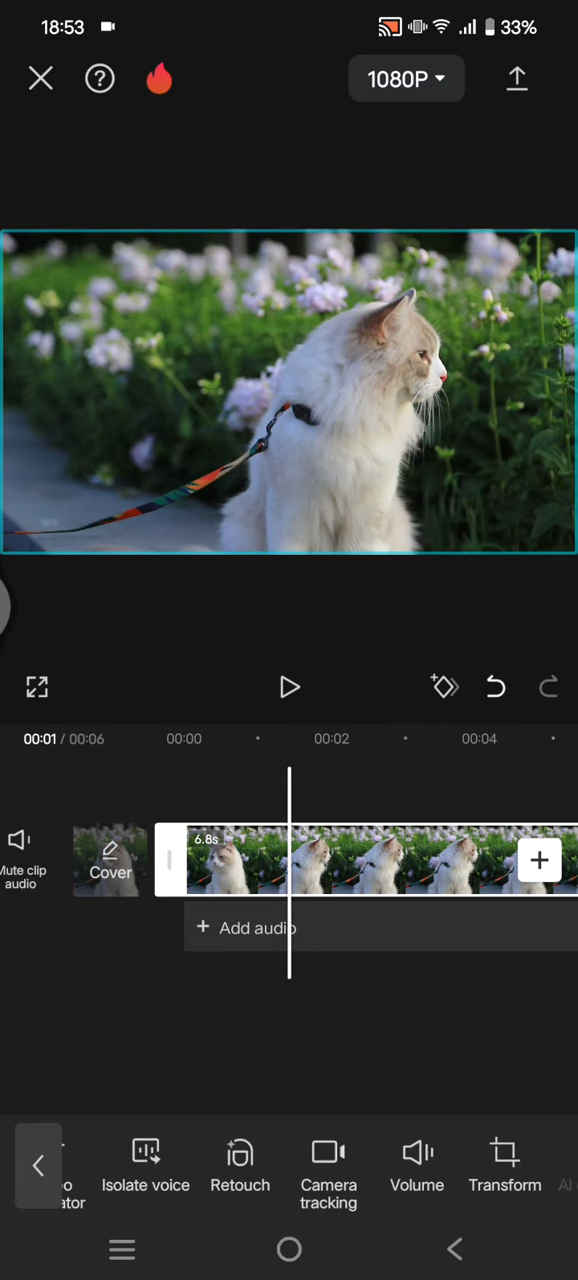 18:53 33%
1080P
00:01 / 00:06 00:00 00:02 00:04
6.8s
Mute clip
audio
Cover
Add audio
Isolate voice
Retouch
Camera
tracking
Volume
Transform
AI